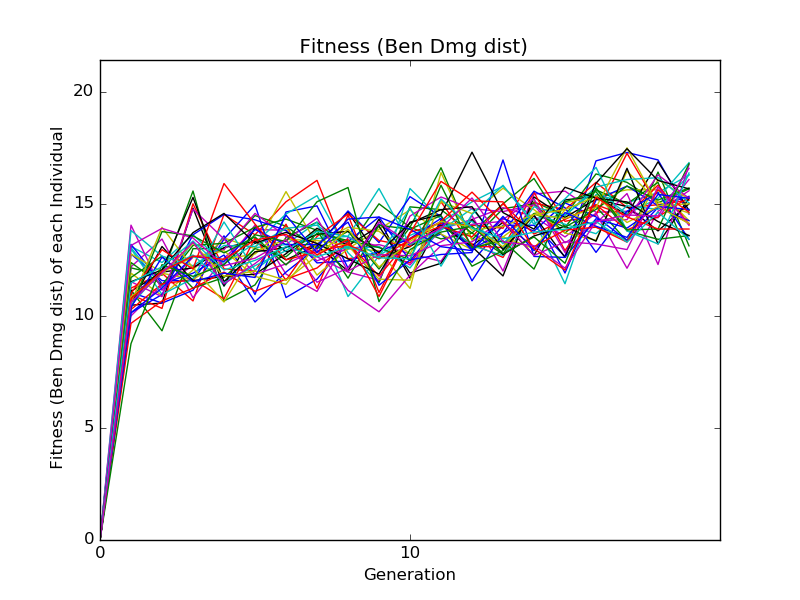 Fitness (Ben Dmg dist)
Fitness (Ben Dmg dist) of each Individual
20
15
10
5
0
0 10
Generation